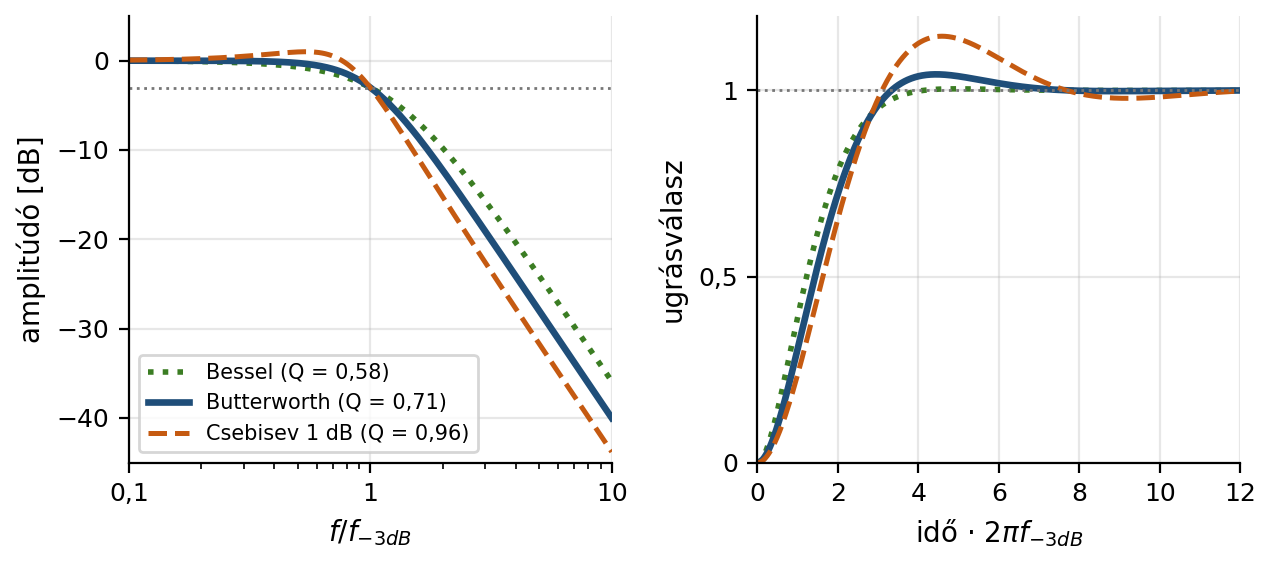 amplitúdó [dB]
0
−10
−20
−30
−40
Bessel (Q = 0,58)
Butterworth (Q = 0,71)
Csebisev 1 dB (Q = 0,96)
0,1
1
10
f/f−3dB
ugrásválasz
1
0,5
0
0
2
4
6
8
10
12
idő · 2πf−3dB